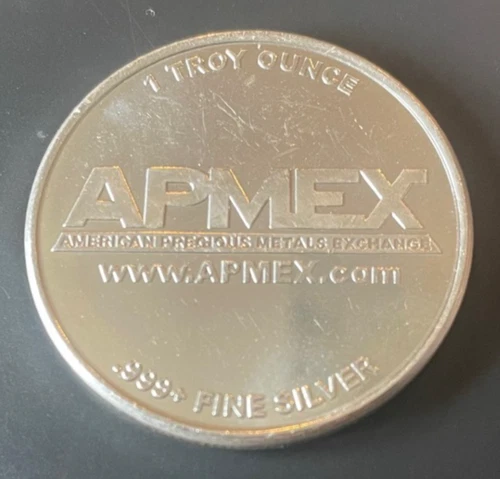 1 TROY OUNCE
APMEX
AMERICAN PRECIOUS METALS EXCHANGE
www.APMEX.com
.999+ FINE SILVER